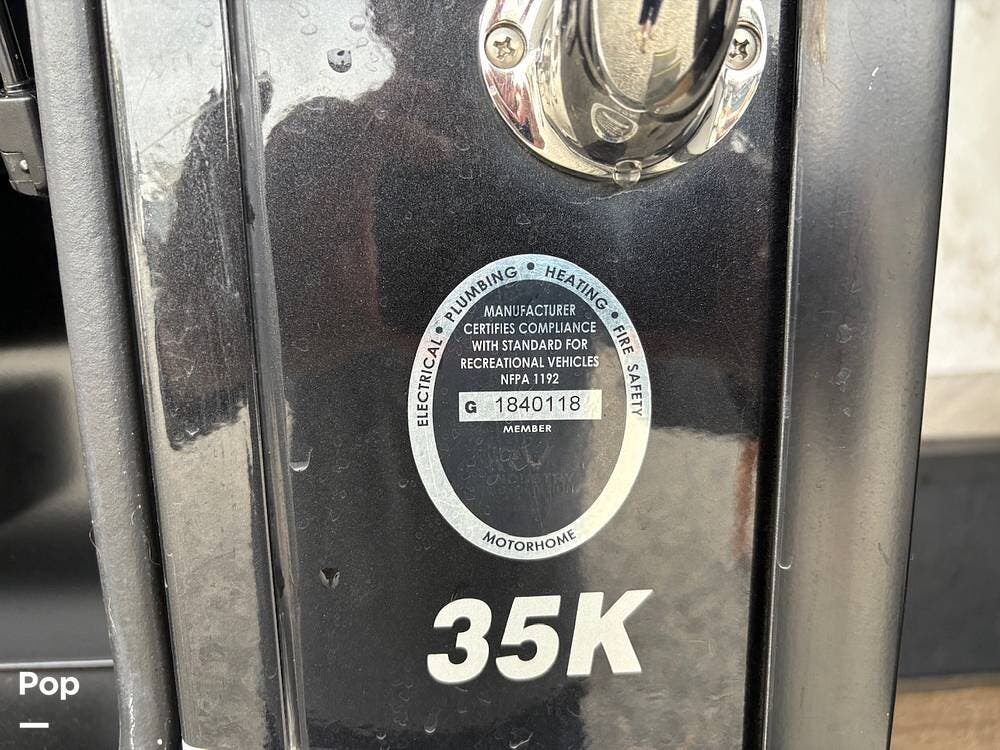 ELECTRICAL • PLUMBING • HEATING • FIRE SAFETY
MANUFACTURER
CERTIFIES COMPLIANCE
WITH STANDARD FOR
RECREATIONAL VEHICLES
NFPA 1192
G 1840118
MEMBER
MOTORHOME
35K
Pop